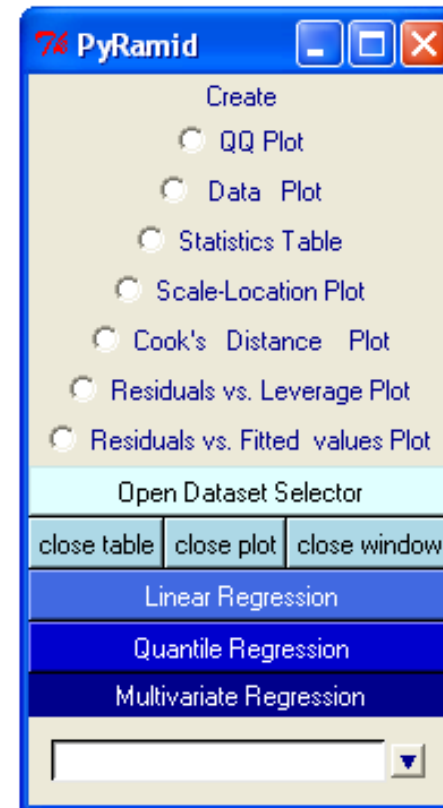 7% PyRamid
Create
QQ Plot
Data Plot
Statistics Table
Scale-Location Plot
Cook's Distance Plot
Residuals vs. Leverage Plot
Residuals vs. Fitted values Plot
Open Dataset Selector
close table close plot close window
Linear Regression
Quantile Regression
Multivariate Regression